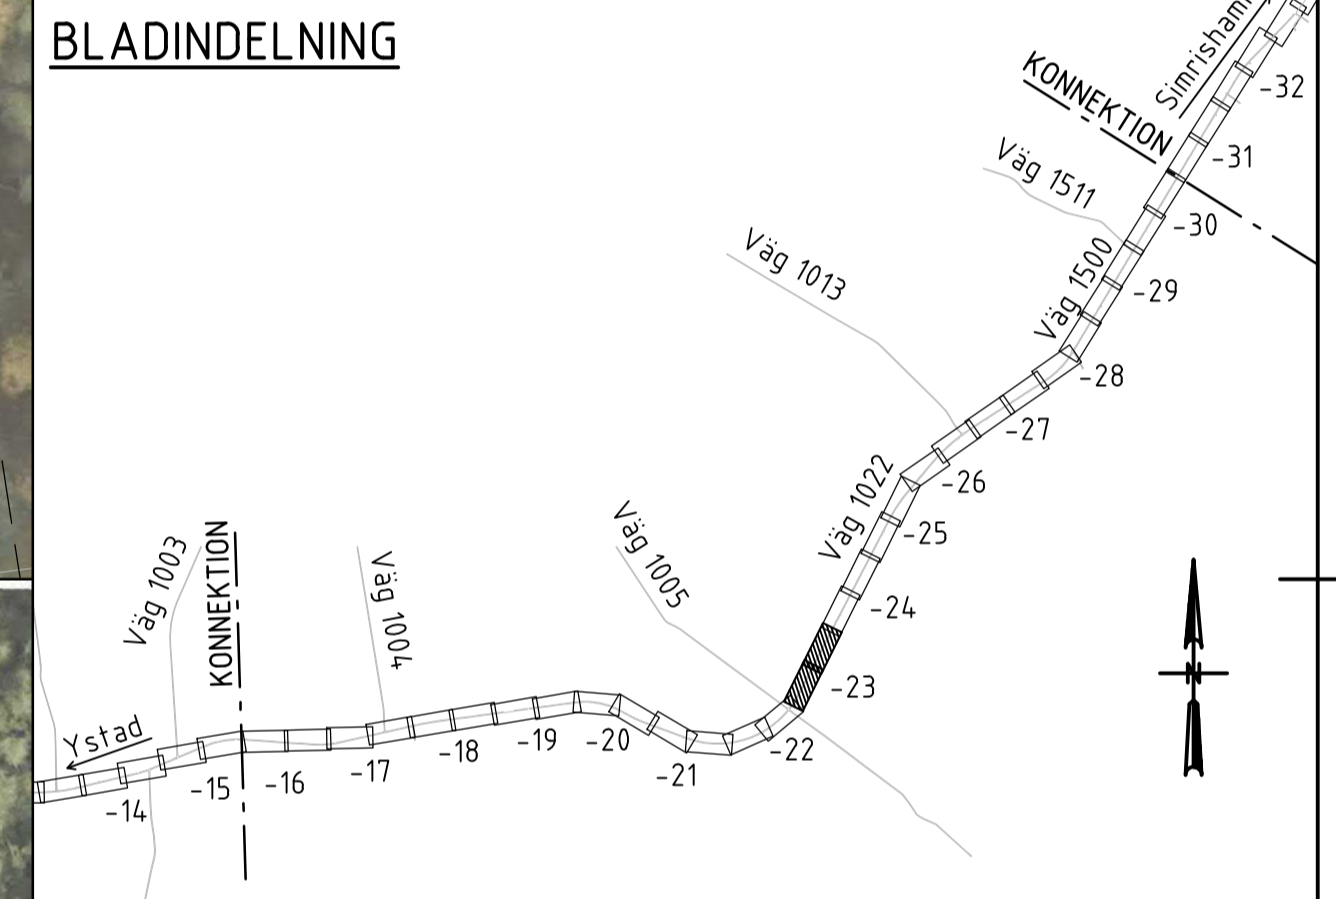 BLADINDELNING
Simrisham
KONNEKTION
-32
-31
Väg 1511
-30
Väg 1013
Väg 1500
-29
-28
-27
Väg 1022
-26
-25
Väg 1005
KONNEKTION
Väg 1003
Väg 1004
-24
-23
N
Ystad
-22
-21
-20
-19
-18
-17
-16
-15
-14